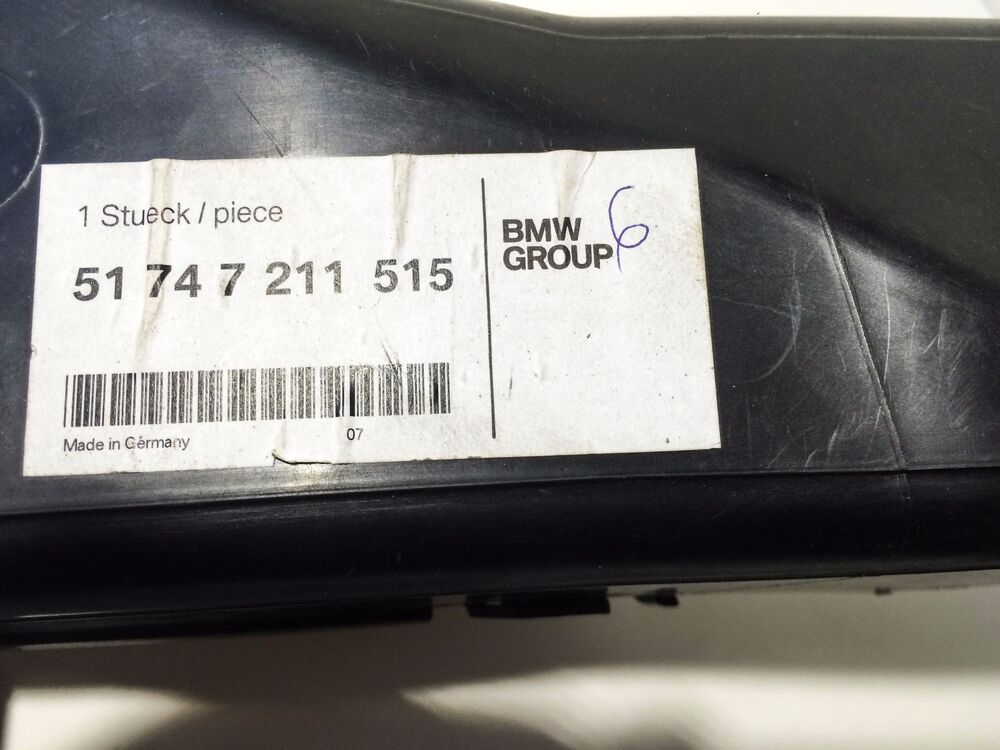 1 Stueck / piece
51 74 7 211 515
Made in Germany
07
BMW
GROUP
6